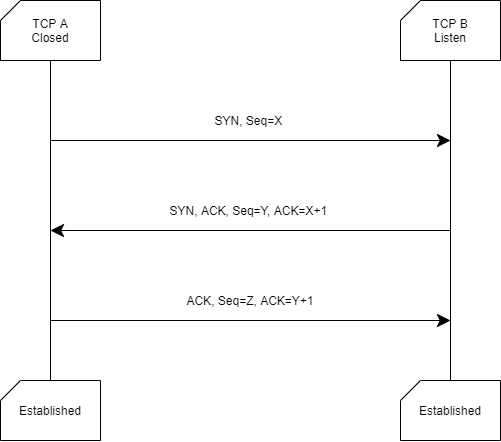 TCP A
Closed
TCP B
Listen
SYN, Seq=X
SYN, ACK, Seq=Y, ACK=X+1
ACK, Seq=Z, ACK=Y+1
Established
Established